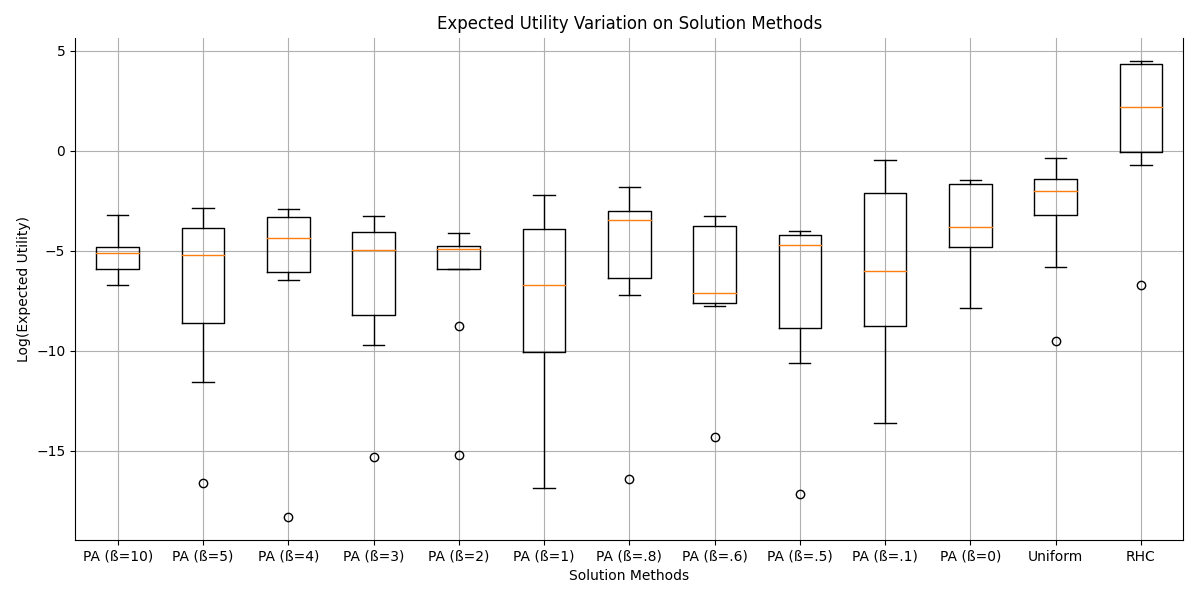 Expected Utility Variation on Solution Methods
Log(Expected Utility)
5
0
−5
−10
−15
PA (ß=10) PA (ß=5) PA (ß=4) PA (ß=3) PA (ß=2) PA (ß=1) PA (ß=.8) PA (ß=.6) PA (ß=.5) PA (ß=.1) PA (ß=0) Uniform RHC
Solution Methods